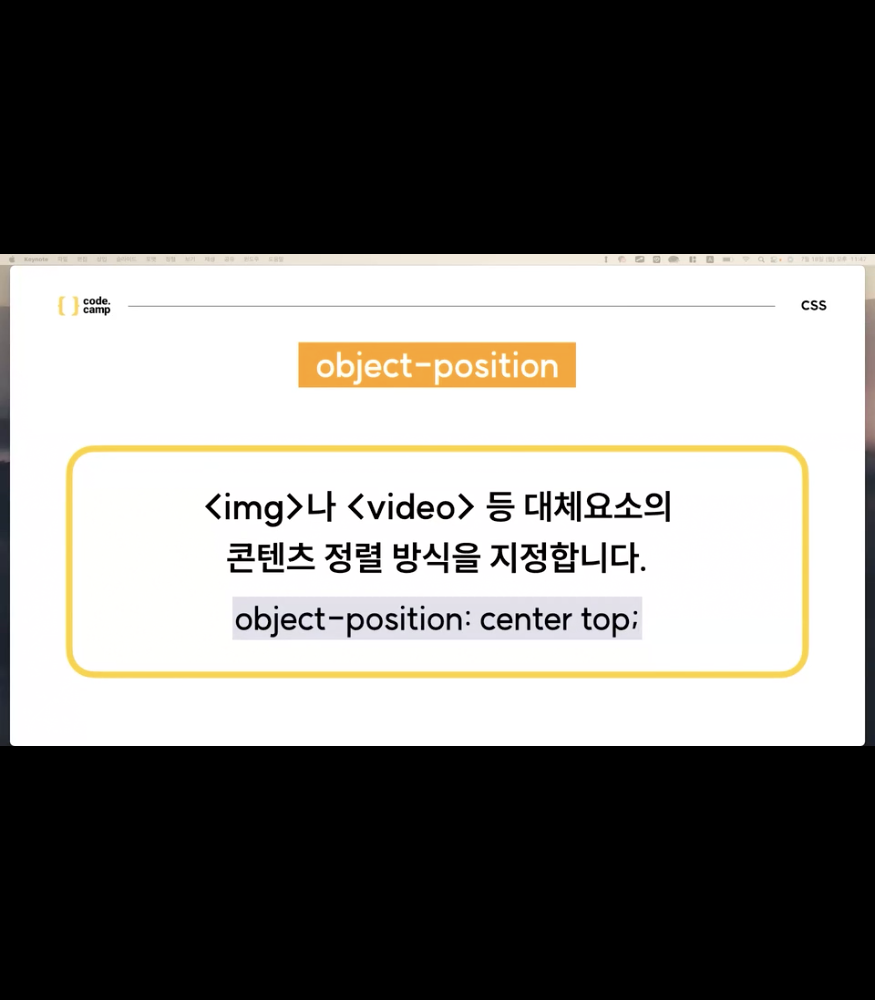 Keynote
code.
camp
CSS
object-position
<img>나 <video> 등 대체요소의
콘텐츠 정렬 방식을 지정합니다.
object-position: center top;